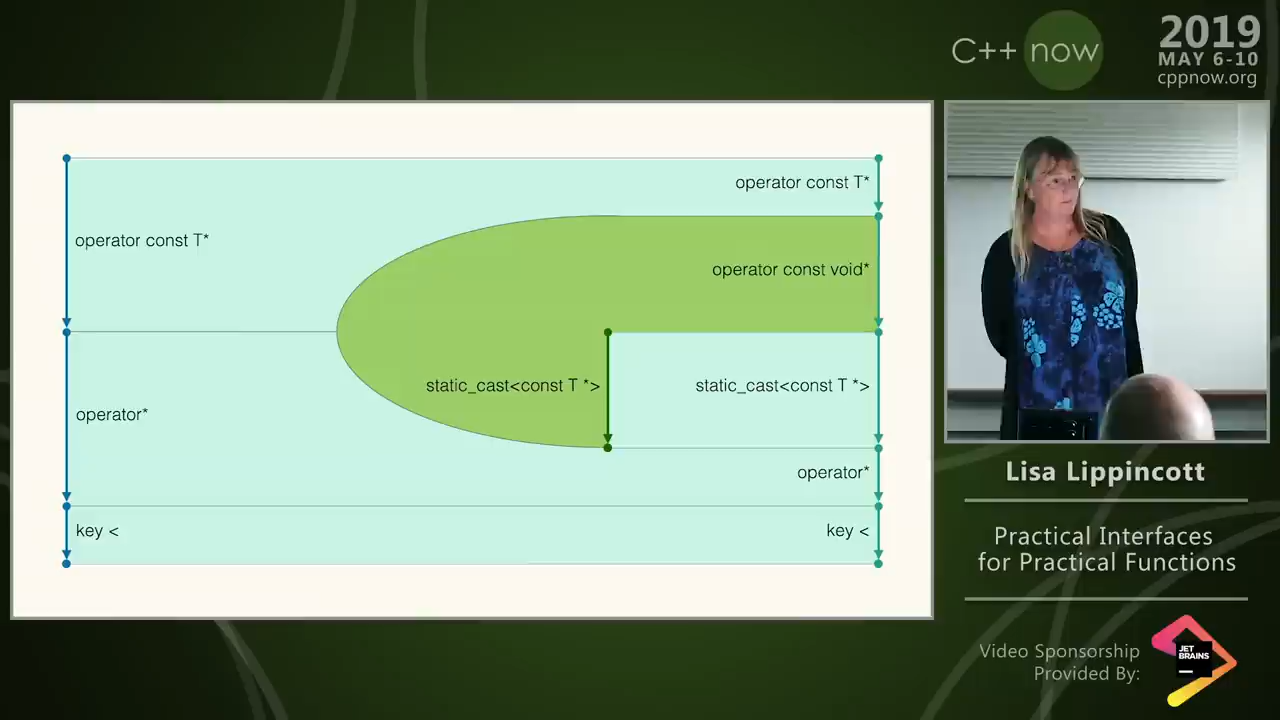 C++ now
2019
MAY 6-10
cppnow.org
operator const T*
operator const T*
operator const void*
static_cast<const T *>
static_cast<const T *>
operator*
operator*
key <
key <
Lisa Lippincott
Practical Interfaces
for Practical Functions
Video Sponsorship
Provided By:
JET
BRAINS